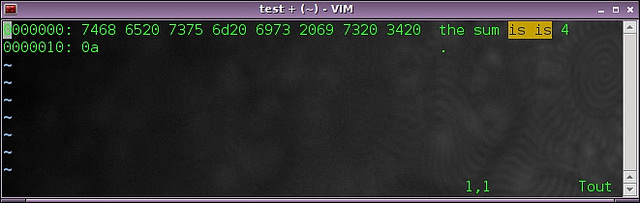 test + (~) - VIM
0000000: 7468 6520 7375 6d20 6973 2069 7320 3420  the sum is is 4
0000010: 0a                                       .
~
~
~
~
~
~
~
1,1 Tout